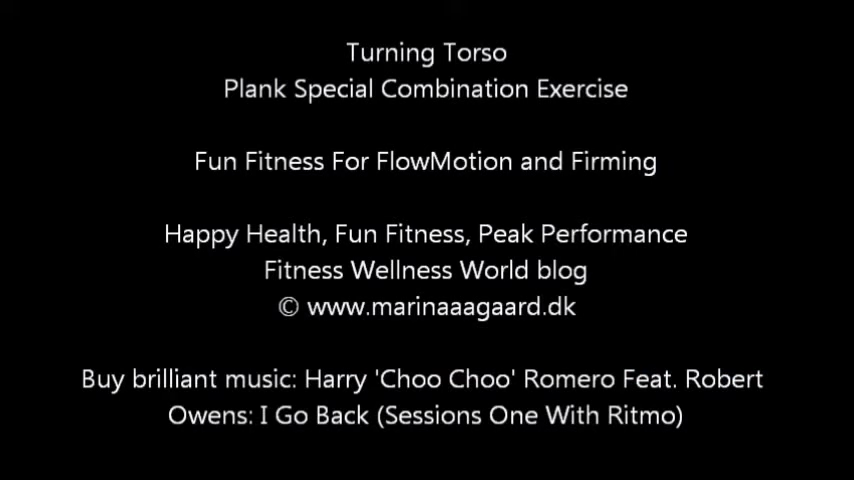 Turning Torso
Plank Special Combination Exercise
Fun Fitness For FlowMotion and Firming
Happy Health, Fun Fitness, Peak Performance
Fitness Wellness World blog
© www.marinaaagaard.dk
Buy brilliant music: Harry 'Choo Choo' Romero Feat. Robert
Owens: I Go Back (Sessions One With Ritmo)